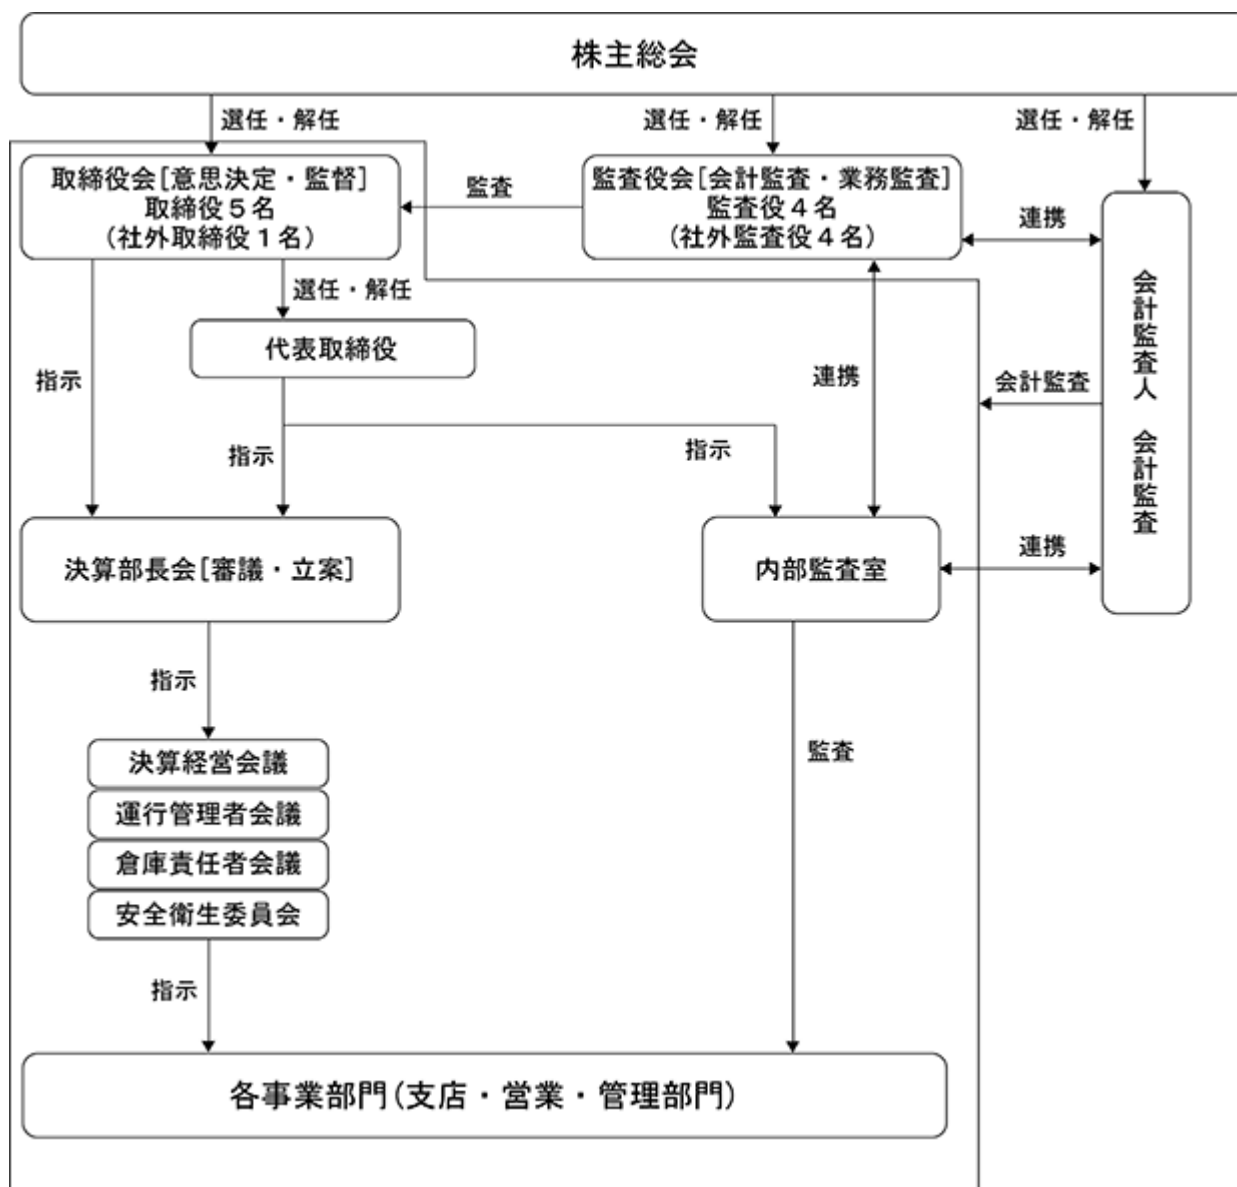 株主総会
選任・解任
選任・解任
選任・解任
取締役会[意思決定・監督]
取締役5名
(社外取締役1名)
監査
監査役会[会計監査・業務監査]
監査役4名
(社外監査役4名)
連携
会計監査人 会計監査
選任・解任
代表取締役
指示
連携
会計監査
指示
指示
決算部長会[審議・立案]
内部監査室
連携
指示
決算経営会議
運行管理者会議
倉庫責任者会議
安全衛生委員会
監査
指示
各事業部門(支店・営業・管理部門)